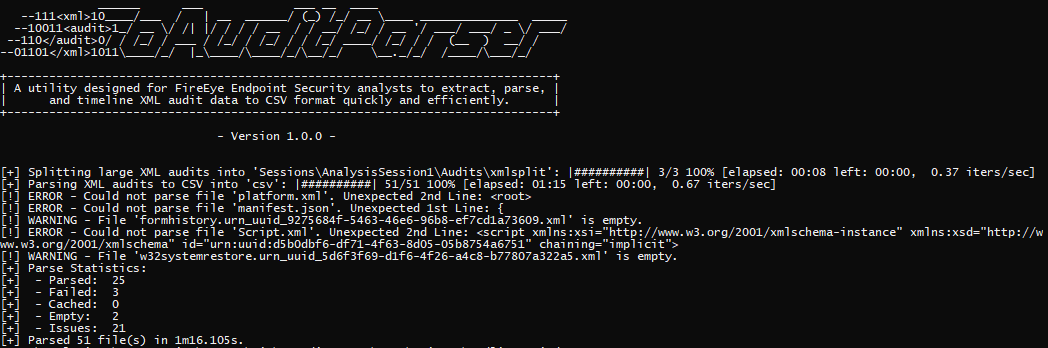 --111<xml>10
--10011<audit>1
--110</audit>0
--01101</xml>1011
GoAuditParser
A utility designed for FireEye Endpoint Security analysts to extract, parse,
and timeline XML audit data to CSV format quickly and efficiently.
- Version 1.0.0 -
[+] Splitting large XML audits into 'Sessions\AnalysisSession1\Audits\xmlsplit': |##########| 3/3 100% [elapsed: 00:08 left: 00:00,  0.37 iters/sec]
[+] Parsing XML audits to CSV into 'csv': |##########| 51/51 100% [elapsed: 01:15 left: 00:00,  0.67 iters/sec]
[!] ERROR - Could not parse file 'platform.xml'. Unexpected 2nd Line: <root>
[!] ERROR - Could not parse file 'manifest.json'. Unexpected 1st Line: {
[!] WARNING - File 'formhistory.urn_uuid_9275684f-5463-46e6-96b8-ef7cd1a73609.xml' is empty.
[!] ERROR - Could not parse file 'Script.xml'. Unexpected 2nd Line: <script xmlns:xsi="http://www.w3.org/2001/xmlschema-instance" xmlns:xsd="http://w
ww.w3.org/2001/xmlschema" id="urn:uuid:d5b0dbf6-df71-4f63-8d05-05b8754a6751" chaining="implicit">
[!] WARNING - File 'w32systemrestore.urn_uuid_5d6f3f69-d1f6-4f26-a4c8-b77807a322a5.xml' is empty.
[+] Parse Statistics:
[+]  - Parsed:  25
[+]  - Failed:  3
[+]  - Cached:  0
[+]  - Empty:   2
[+]  - Issues:  21
[+] Parsed 51 file(s) in 1m16.105s.